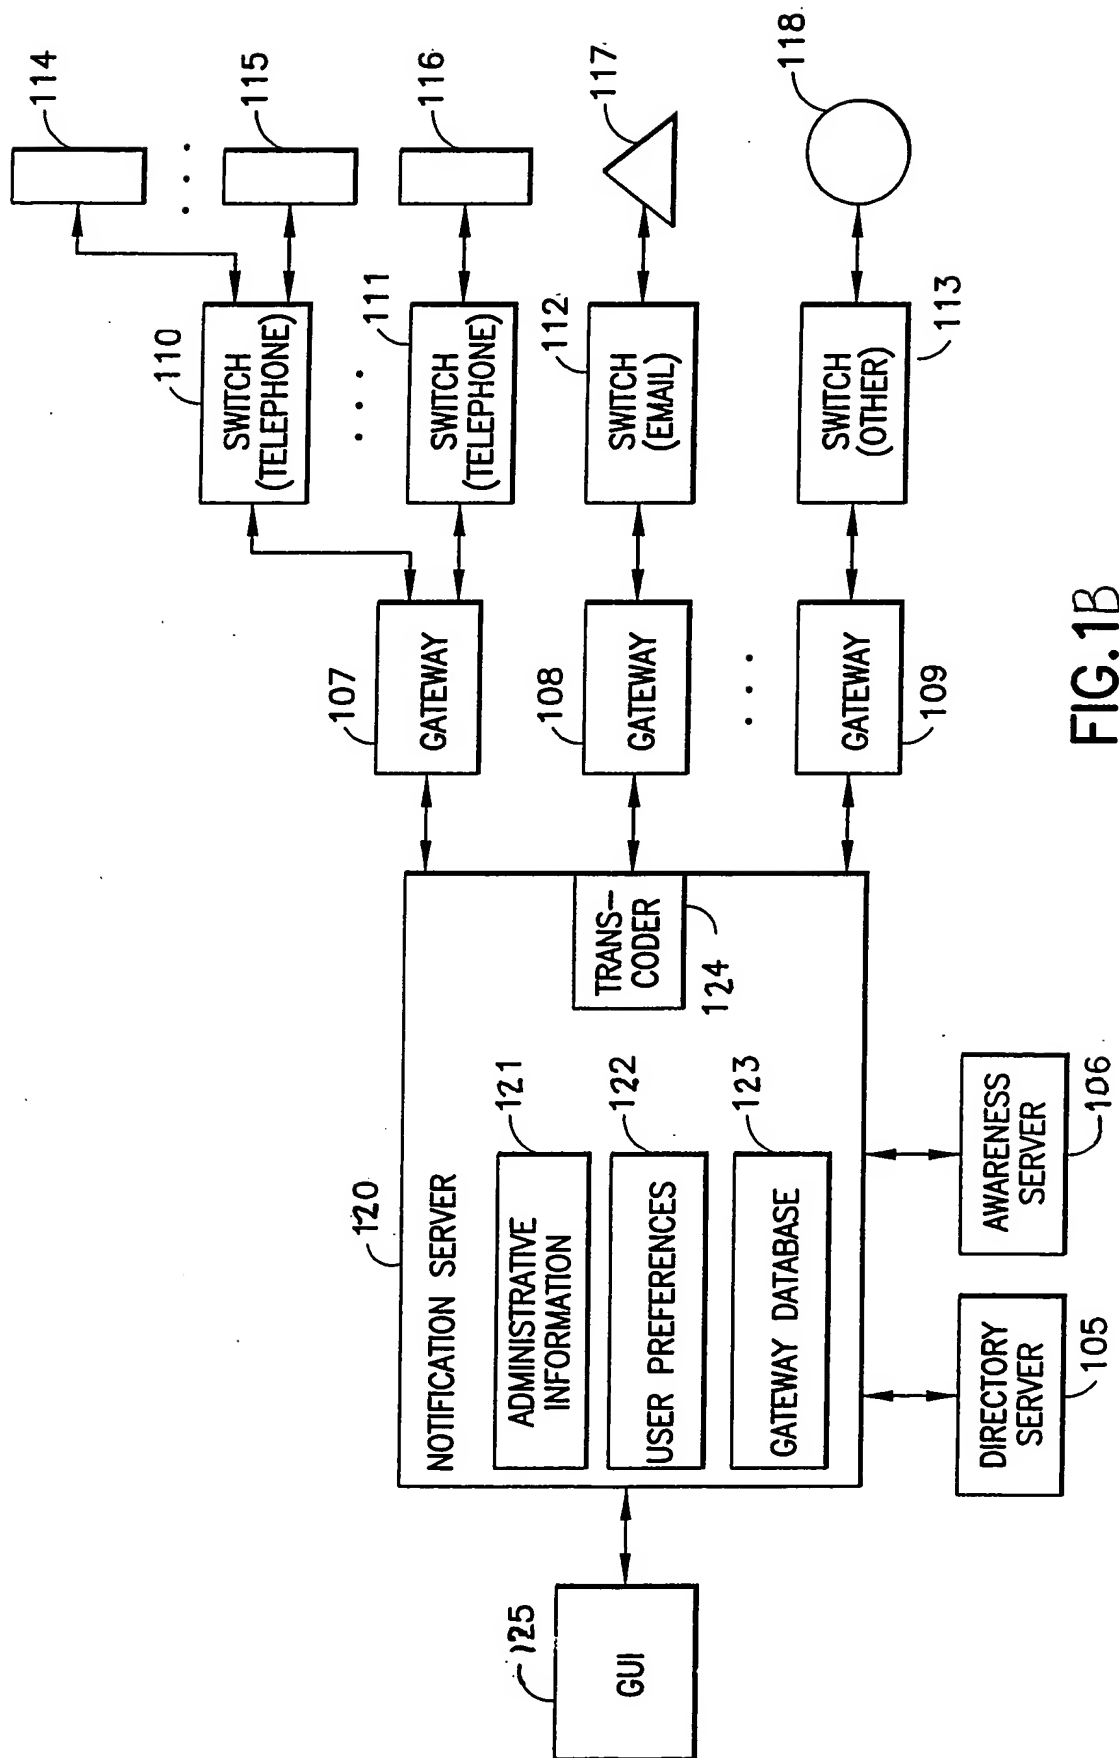 125
GUI
120
NOTIFICATION SERVER
ADMINISTRATIVE
INFORMATION
121
USER PREFERENCES
122
GATEWAY DATABASE
123
TRANS-
CODER
124
DIRECTORY
SERVER
105
AWARENESS
SERVER
106
107
GATEWAY
108
GATEWAY
GATEWAY
109
110
SWITCH
(TELEPHONE)
111
SWITCH
(TELEPHONE)
112
SWITCH
(EMAIL)
SWITCH
(OTHER)
113
114
115
116
117
118
FIG.1B